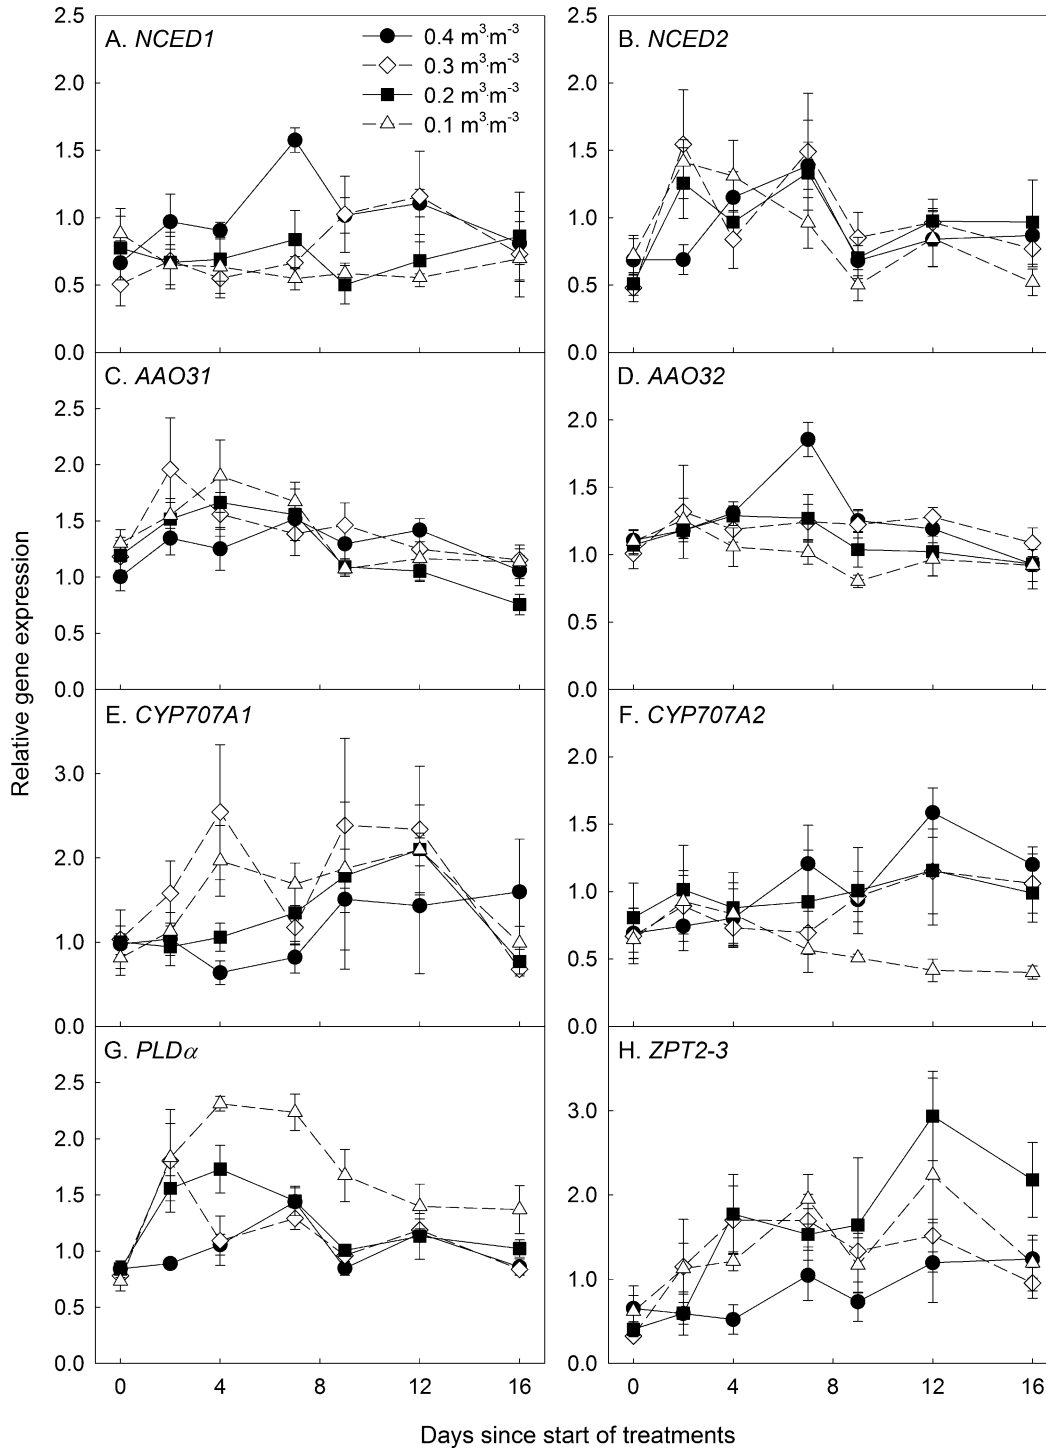 2.5
2.0
1.5
1.0
0.5
0.0
A. NCED1
0.4 m³·m⁻³
0.3 m³·m⁻³
0.2 m³·m⁻³
0.1 m³·m⁻³
2.5
2.0
1.5
1.0
0.5
0.0
B. NCED2
2.5
2.0
1.5
1.0
0.5
0.0
C. AAO31
2.0
1.5
1.0
0.5
0.0
D. AAO32
3.0
2.0
1.0
0.0
E. CYP707A1
2.0
1.5
1.0
0.5
0.0
F. CYP707A2
2.5
2.0
1.5
1.0
0.5
0.0
G. PLDα
0 4 8 12 16
3.0
2.0
1.0
0.0
H. ZPT2-3
0 4 8 12 16
Relative gene expression
Days since start of treatments